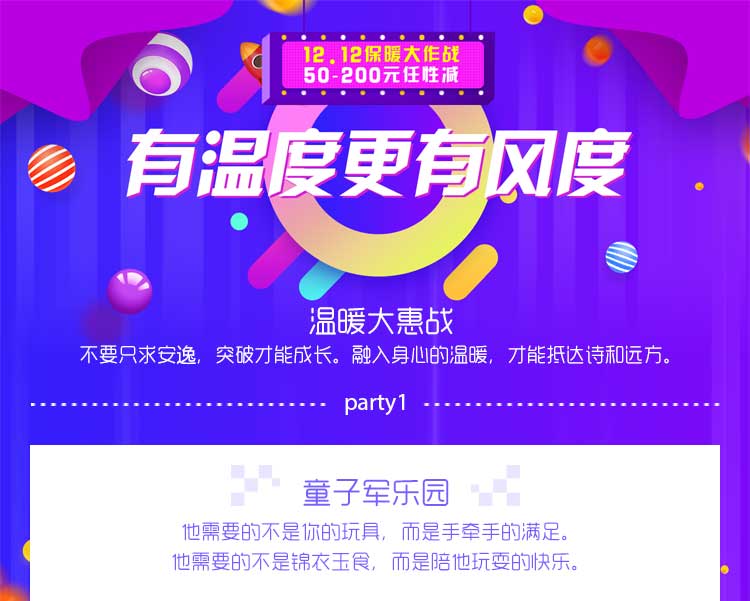 12.12保暖大作战
50-200元任性减
有温度更有风度
温暖大惠战
不要只求安逸，突破才能成长。融入身心的温暖，才能抵达诗和远方。
party1
童子军乐园
他需要的不是你的玩具，而是手牵手的满足。
他需要的不是锦衣玉食，而是陪他玩耍的快乐。